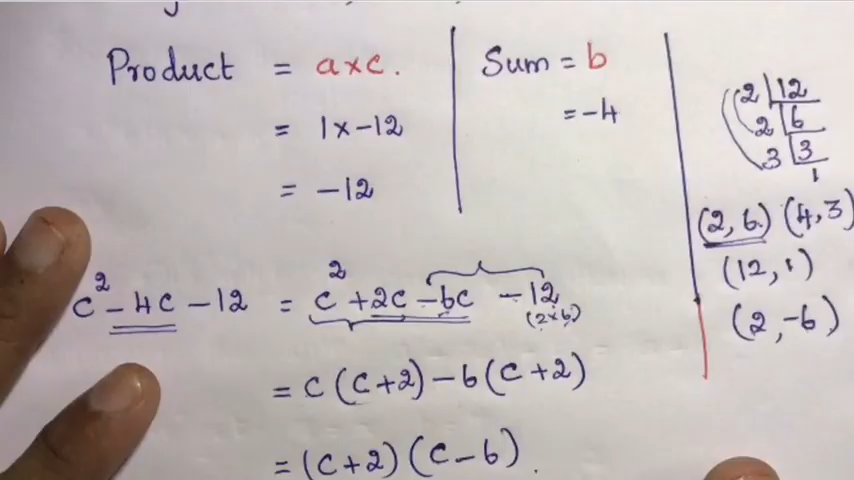 Product = a×c. Sum = b
= 1×-12 = -4
= -12
2 | 12
2 | 6
3 | 3
1
(2, 6) (4, 3)
(12, 1)
(2, -6)
c² - 4c - 12 = c² + 2c - 6c - 12
(2×6)
= c(c+2) - 6(c+2)
= (c+2)(c-6).